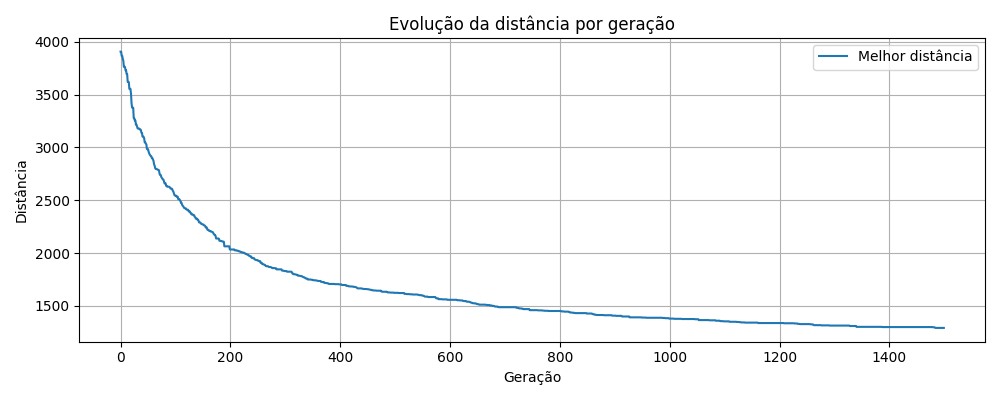 Evolução da distância por geração
Melhor distância
Distância
4000
3500
3000
2500
2000
1500
0 200 400 600 800 1000 1200 1400
Geração